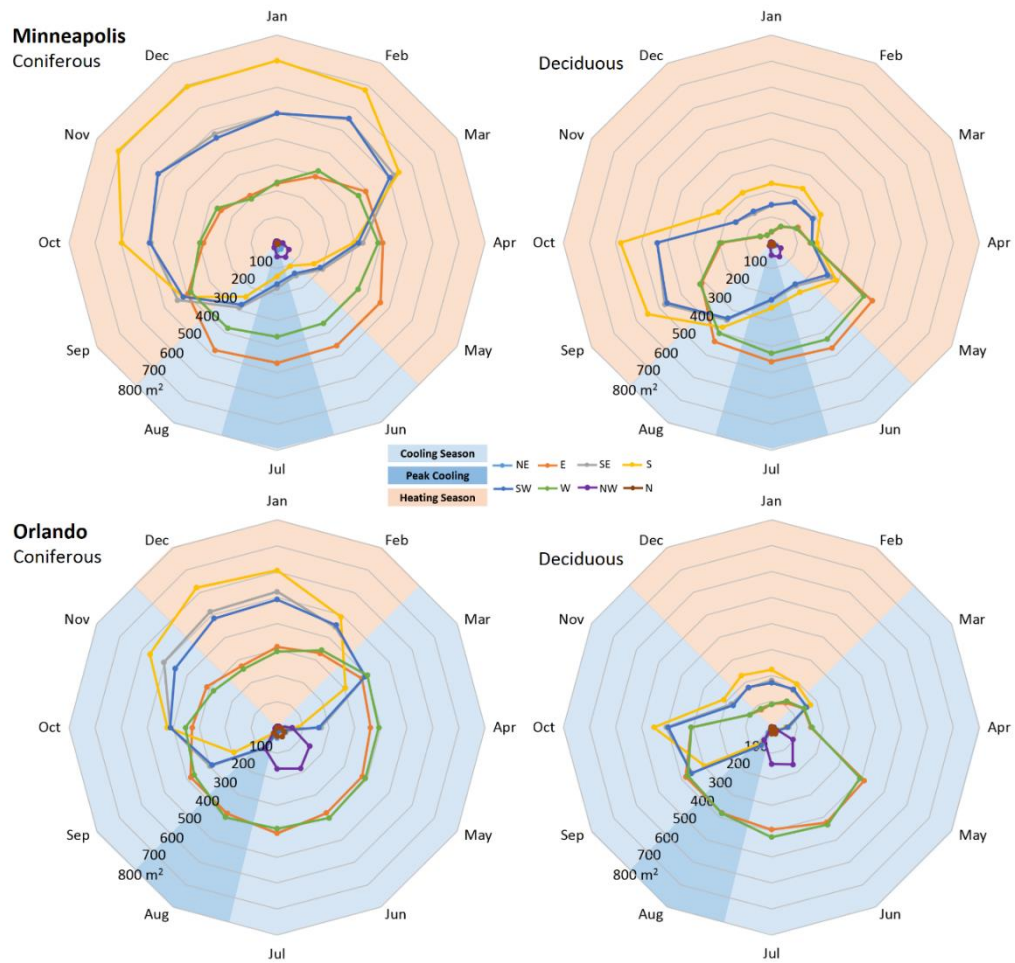 Minneapolis
Coniferous
Jan
Feb
Mar
Apr
May
Jun
Jul
Aug
Sep
Oct
Nov
Dec
100
200
300
400
500
600
700
800 m²
Deciduous
Jan
Feb
Mar
Apr
May
Jun
Jul
Aug
Sep
Oct
Nov
Dec
100
200
300
400
500
600
700
800 m²
Cooling Season
Peak Cooling
Heating Season
NE E SE S
SW W NW N
Orlando
Coniferous
Jan
Feb
Mar
Apr
May
Jun
Jul
Aug
Sep
Oct
Nov
Dec
100
200
300
400
500
600
700
800 m²
Deciduous
Jan
Feb
Mar
Apr
May
Jun
Jul
Aug
Sep
Oct
Nov
Dec
100
200
300
400
500
600
700
800 m²